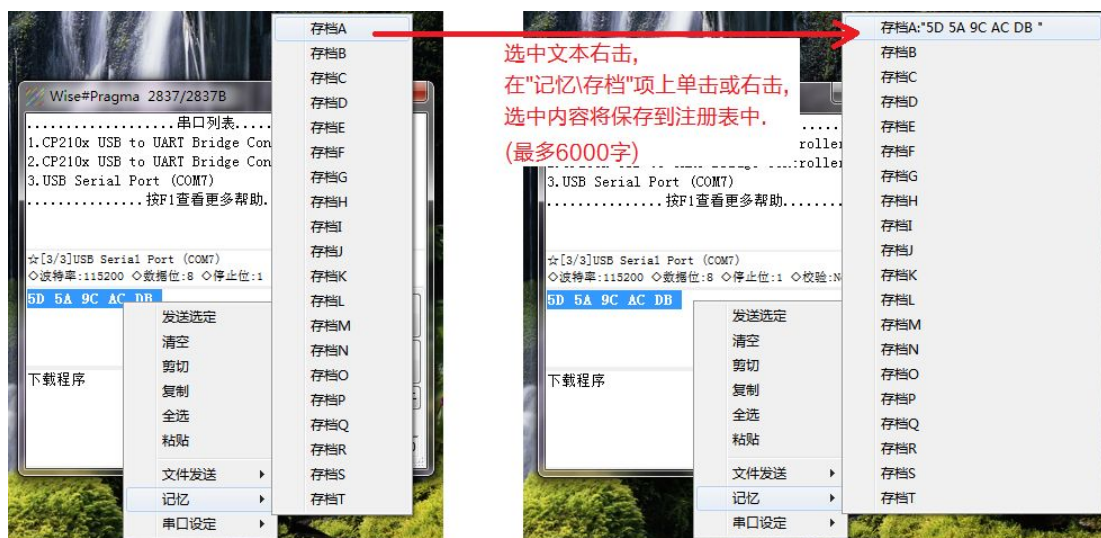 Wise#Pragma 2837/2837B
..................串口列表.....
1.CP210x USB to UART Bridge Con
2.CP210x USB to UART Bridge Con
3.USB Serial Port (COM7)
...............按F1查看更多帮助.
☆[3/3]USB Serial Port (COM7)
◇波特率:115200 ◇数据位:8 ◇停止位:1
5D 5A 9C AC DB
下载程序
发送选定
清空
剪切
复制
全选
粘贴
文件发送
记忆
串口设定
存档A
存档B
存档C
存档D
存档E
存档F
存档G
存档H
存档I
存档J
存档K
存档L
存档M
存档N
存档O
存档P
存档Q
存档R
存档S
存档T
选中文本右击,
在"记忆\存档"项上单击或右击,
选中内容将保存到注册表中.
(最多6000字)
roller
roller
3.USB Serial Port (COM7)
...............按F1查看更多帮助........
☆[3/3]USB Serial Port (COM7)
◇波特率:115200 ◇数据位:8 ◇停止位:1 ◇校验:N
5D 5A 9C AC DB
下载程序
发送选定
清空
剪切
复制
全选
粘贴
文件发送
记忆
串口设定
存档A:"5D 5A 9C AC DB "
存档B
存档C
存档D
存档E
存档F
存档G
存档H
存档I
存档J
存档K
存档L
存档M
存档N
存档O
存档P
存档Q
存档R
存档S
存档T